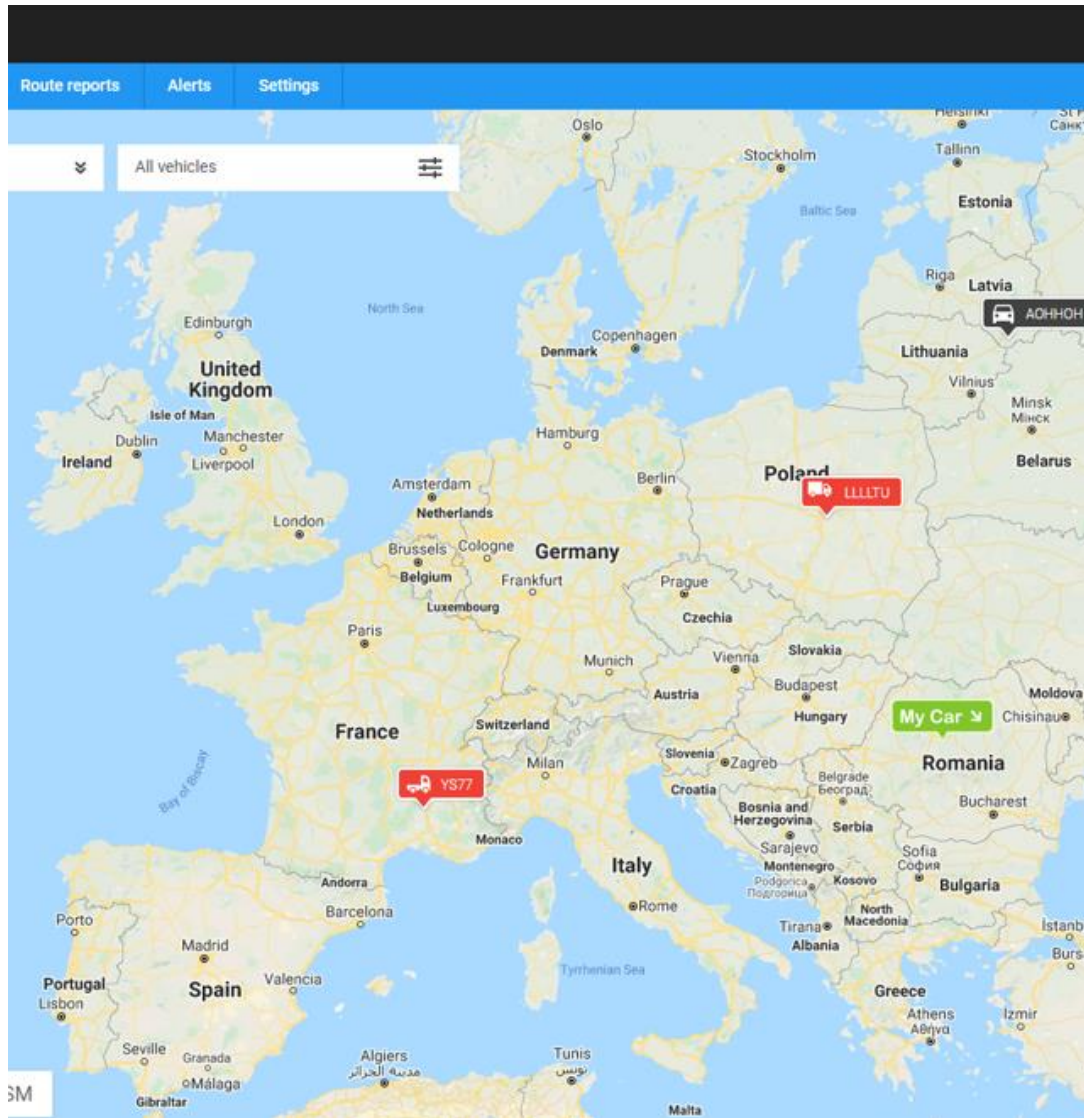 Route reports Alerts Settings
All vehicles
Oslo
Helsinki
Stockholm
Tallinn
Estonia
Baltic Sea
Riga
Latvia
North Sea
Edinburgh
AOHHOH
Copenhagen
Denmark
Lithuania
United
Kingdom
Vilnius
Isle of Man
Minsk
Мінск
Dublin
Manchester
Hamburg
Ireland
Liverpool
Belarus
Poland
Berlin
Amsterdam
LLLLTU
Netherlands
London
Brussels
Cologne
Germany
Belgium
Frankfurt
Prague
Luxembourg
Czechia
Paris
Slovakia
Munich
Vienna
Budapest
Austria
Moldova
My Car
Hungary
Chisinau
France
Switzerland
Slovenia
Zagreb
Romania
Milan
Bay of Biscay
YS77
Croatia
Belgrade
Београд
Bosnia and
Herzegovina
Bucharest
Serbia
Monaco
Sarajevo
Italy
Montenegro
Sofia
София
Andorra
Podgorica
Подгорица
Kosovo
Bulgaria
Porto
Barcelona
Rome
North
Macedonia
Tirana
Albania
Istanb
Madrid
Burs
Tyrrhenian Sea
Portugal
Lisbon
Spain
Valencia
Greece
Athens
Αθήνα
Izmir
Seville
Granada
Algiers
مدينة الجزائر
Tunis
تونس
Málaga
SM
Gibraltar
Malta